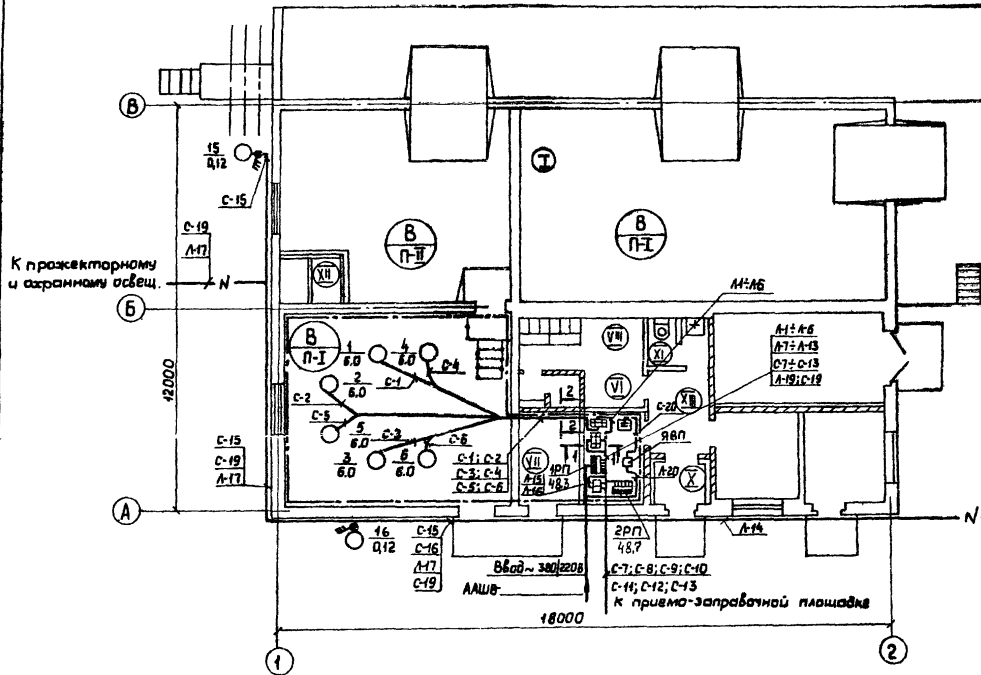 В
15
0,12
С-15
I
В
П-II
В
П-I
С-19
Л-17
К прожекторному
и охранному освещ.
N
XII
Л1÷Л6
Б
В
П-I
1
6.0
4
6.0
С-4
С-1
2
6.0
С-2
С-5
5
6.0
С-3
С-6
3
6.0
6
6.0
VIII
XI
VI
XIII
2
2
С-20
Л-1÷Л-6
Л-7÷Л-13
С-7÷С-13
Л-19; С-19
ЯВП
12000
С-15
С-19
Л-17
С-1; С-2
С-3; С-4
С-5; С-6
VII
1РП
48,3
Л-15
Л-16
1
1
Л-20
X
А
16
0,12
С-15
С-16
Л-17
С-19
Ввод ~ 380/220В
ААШВ
2РП
48,7
Л-14
N
С-7; С-8; С-9; С-10
С-11; С-12; С-13
К приемо-заправочной площадке
18000
1
2